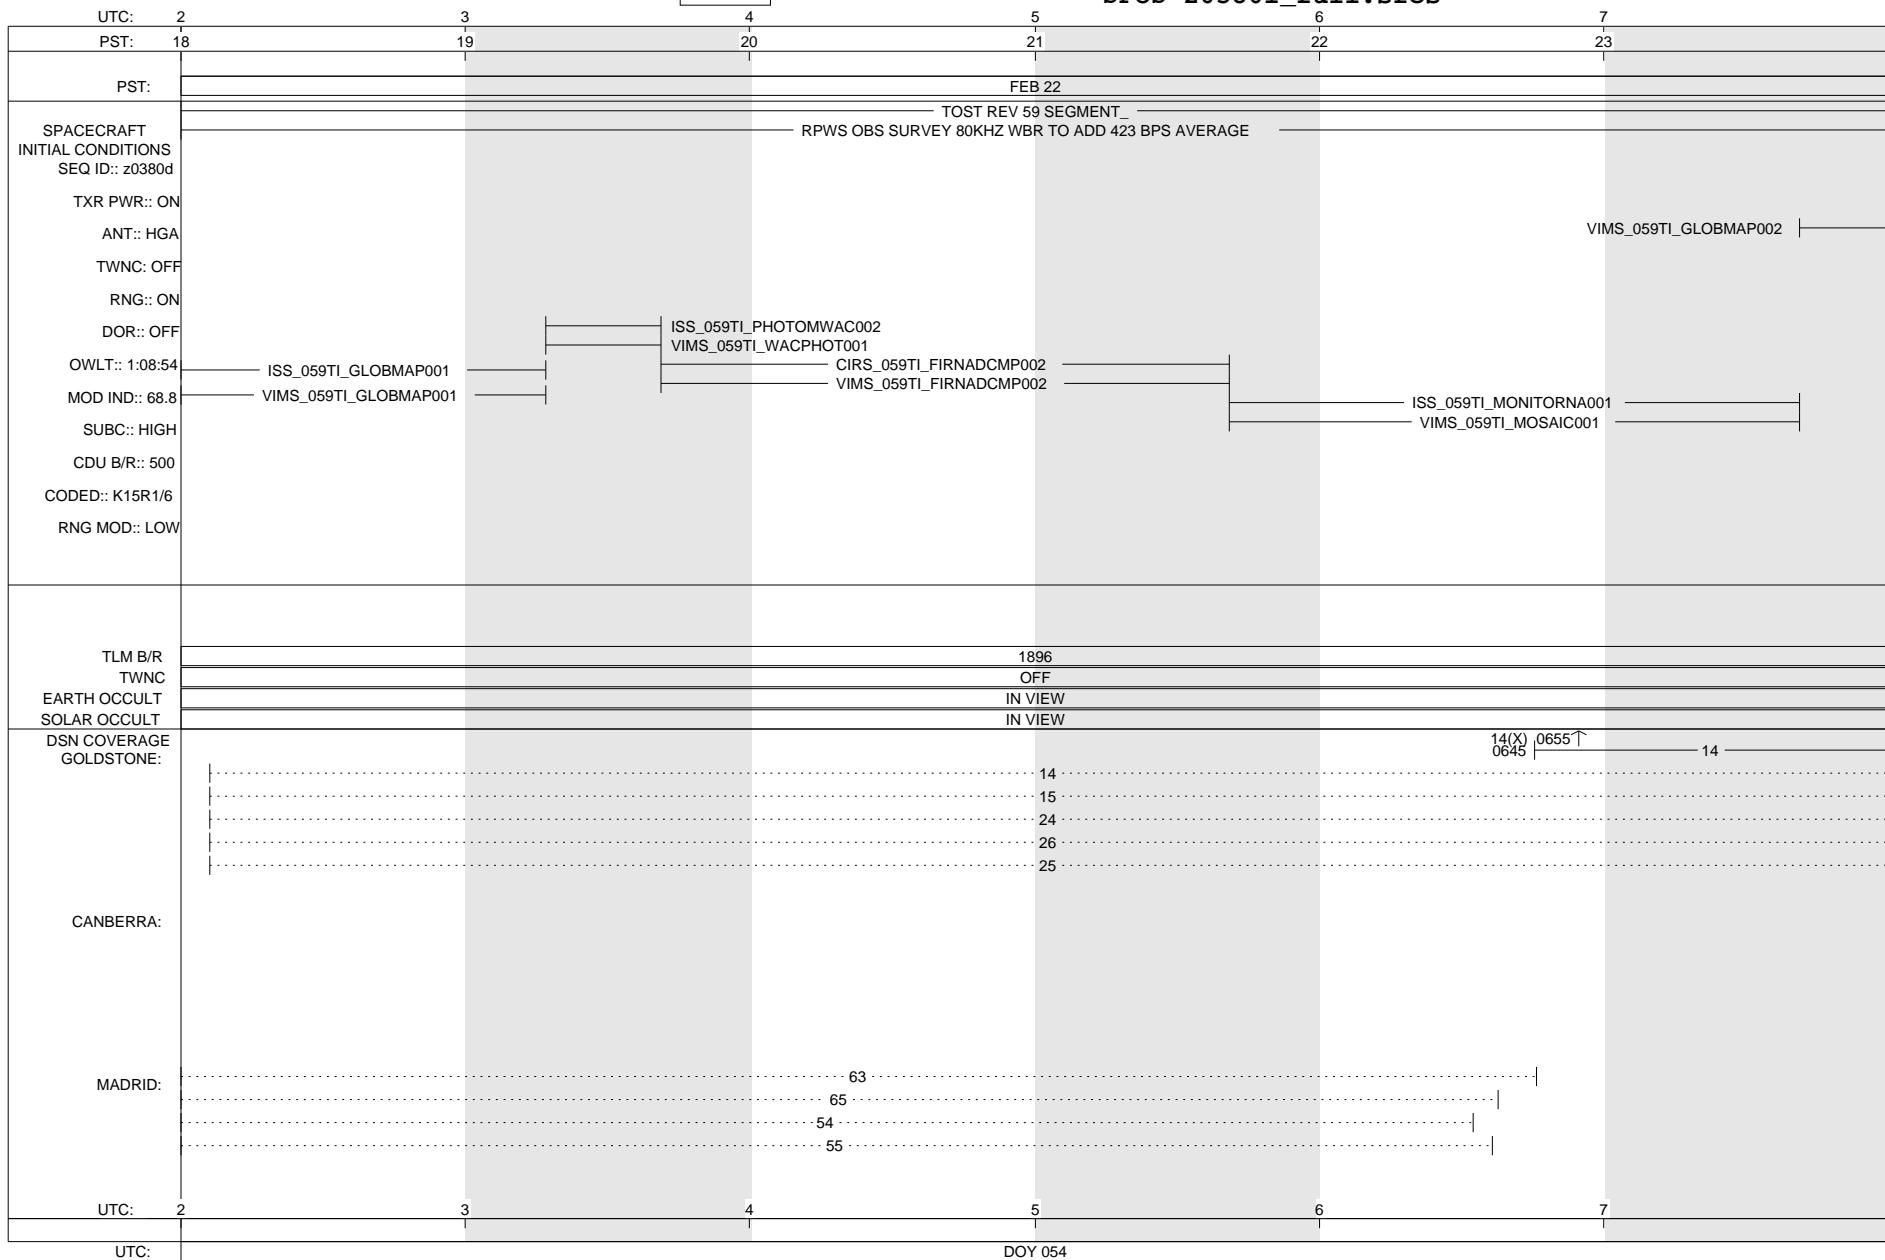 UTC: 2 3 4 5 6 7
PST: 18 19 20 21 22 23
PST: FEB 22
TOST REV 59 SEGMENT_
SPACECRAFT RPWS OBS SURVEY 80KHZ WBR TO ADD 423 BPS AVERAGE
INITIAL CONDITIONS
SEQ ID:: z0380d
TXR PWR:: ON
ANT:: HGA VIMS_059TI_GLOBMAP002
TWNC: OFF
RNG:: ON
DOR:: OFF ISS_059TI_PHOTOMWAC002
VIMS_059TI_WACPHOT001
OWLT:: 1:08:54 ISS_059TI_GLOBMAP001 CIRS_059TI_FIRNADCMP002
VIMS_059TI_FIRNADCMP002
MOD IND:: 68.8 VIMS_059TI_GLOBMAP001 ISS_059TI_MONITORNA001
VIMS_059TI_MOSAIC001
SUBC:: HIGH
CDU B/R:: 500
CODED:: K15R1/6
RNG MOD:: LOW
TLM B/R 1896
TWNC OFF
EARTH OCCULT IN VIEW
SOLAR OCCULT IN VIEW
DSN COVERAGE 14(X) 0655
GOLDSTONE: 0645 14
14
15
24
26
25
CANBERRA:
MADRID: 63
65
54
55
UTC: 2 3 4 5 6 7
UTC: DOY 054